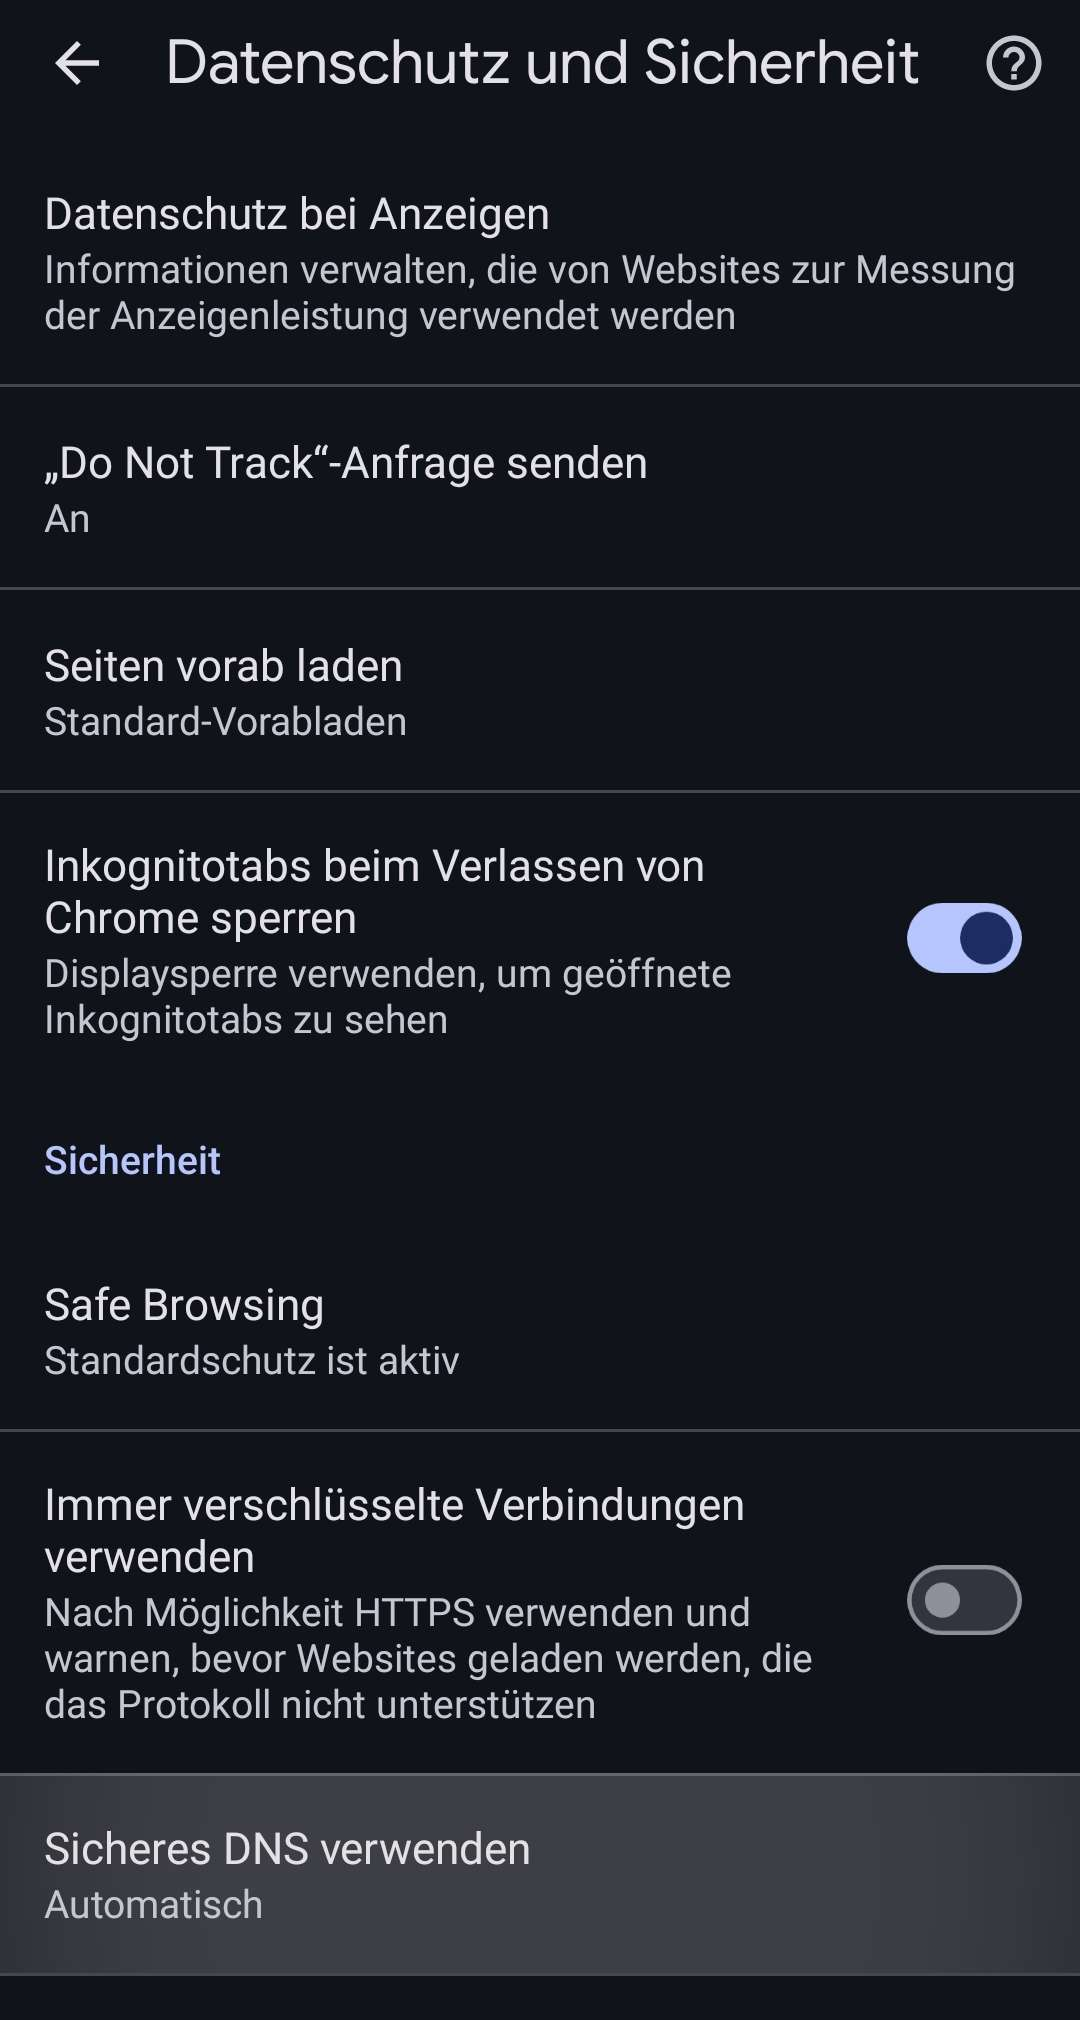 Datenschutz und Sicherheit
Datenschutz bei Anzeigen
Informationen verwalten, die von Websites zur Messung
der Anzeigenleistung verwendet werden
„Do Not Track“-Anfrage senden
An
Seiten vorab laden
Standard-Vorabladen
Inkognitotabs beim Verlassen von
Chrome sperren
Displaysperre verwenden, um geöffnete
Inkognitotabs zu sehen
Sicherheit
Safe Browsing
Standardschutz ist aktiv
Immer verschlüsselte Verbindungen
verwenden
Nach Möglichkeit HTTPS verwenden und
warnen, bevor Websites geladen werden, die
das Protokoll nicht unterstützen
Sicheres DNS verwenden
Automatisch